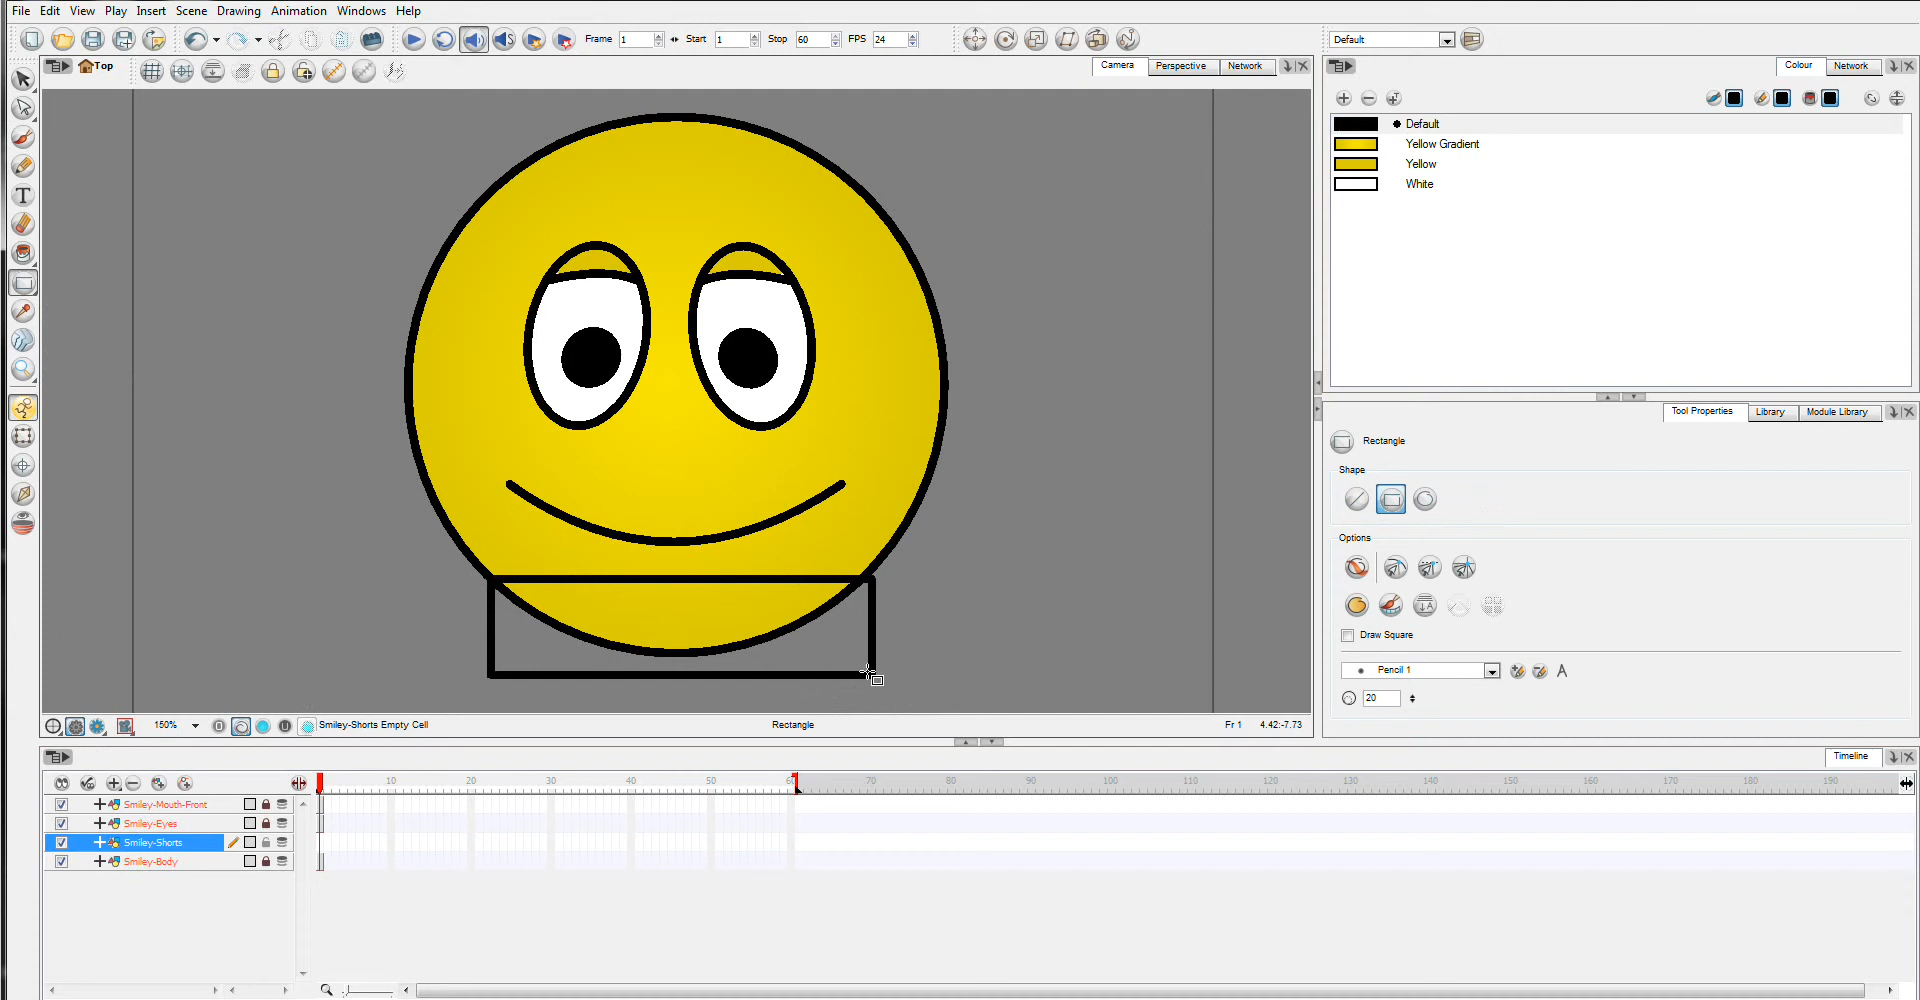 File Edit View Play Insert Scene Drawing Animation Windows Help
Frame 1 Start 1 Stop 60 FPS 24 Default
Top Camera Perspective Network Colour Network
Default
Yellow Gradient
Yellow
White
Tool Properties Library Module Library
Rectangle
Shape
Options
Draw Square
Pencil 1 A
20
150% Smiley-Shorts Empty Cell Rectangle Fr 1 4.42:-7.73
Timeline
10 20 30 40 50 60 70 80 90 100 110 120 130 140 150 160 170 180 190
Smiley-Mouth-Front
Smiley-Eyes
Smiley-Shorts
Smiley-Body